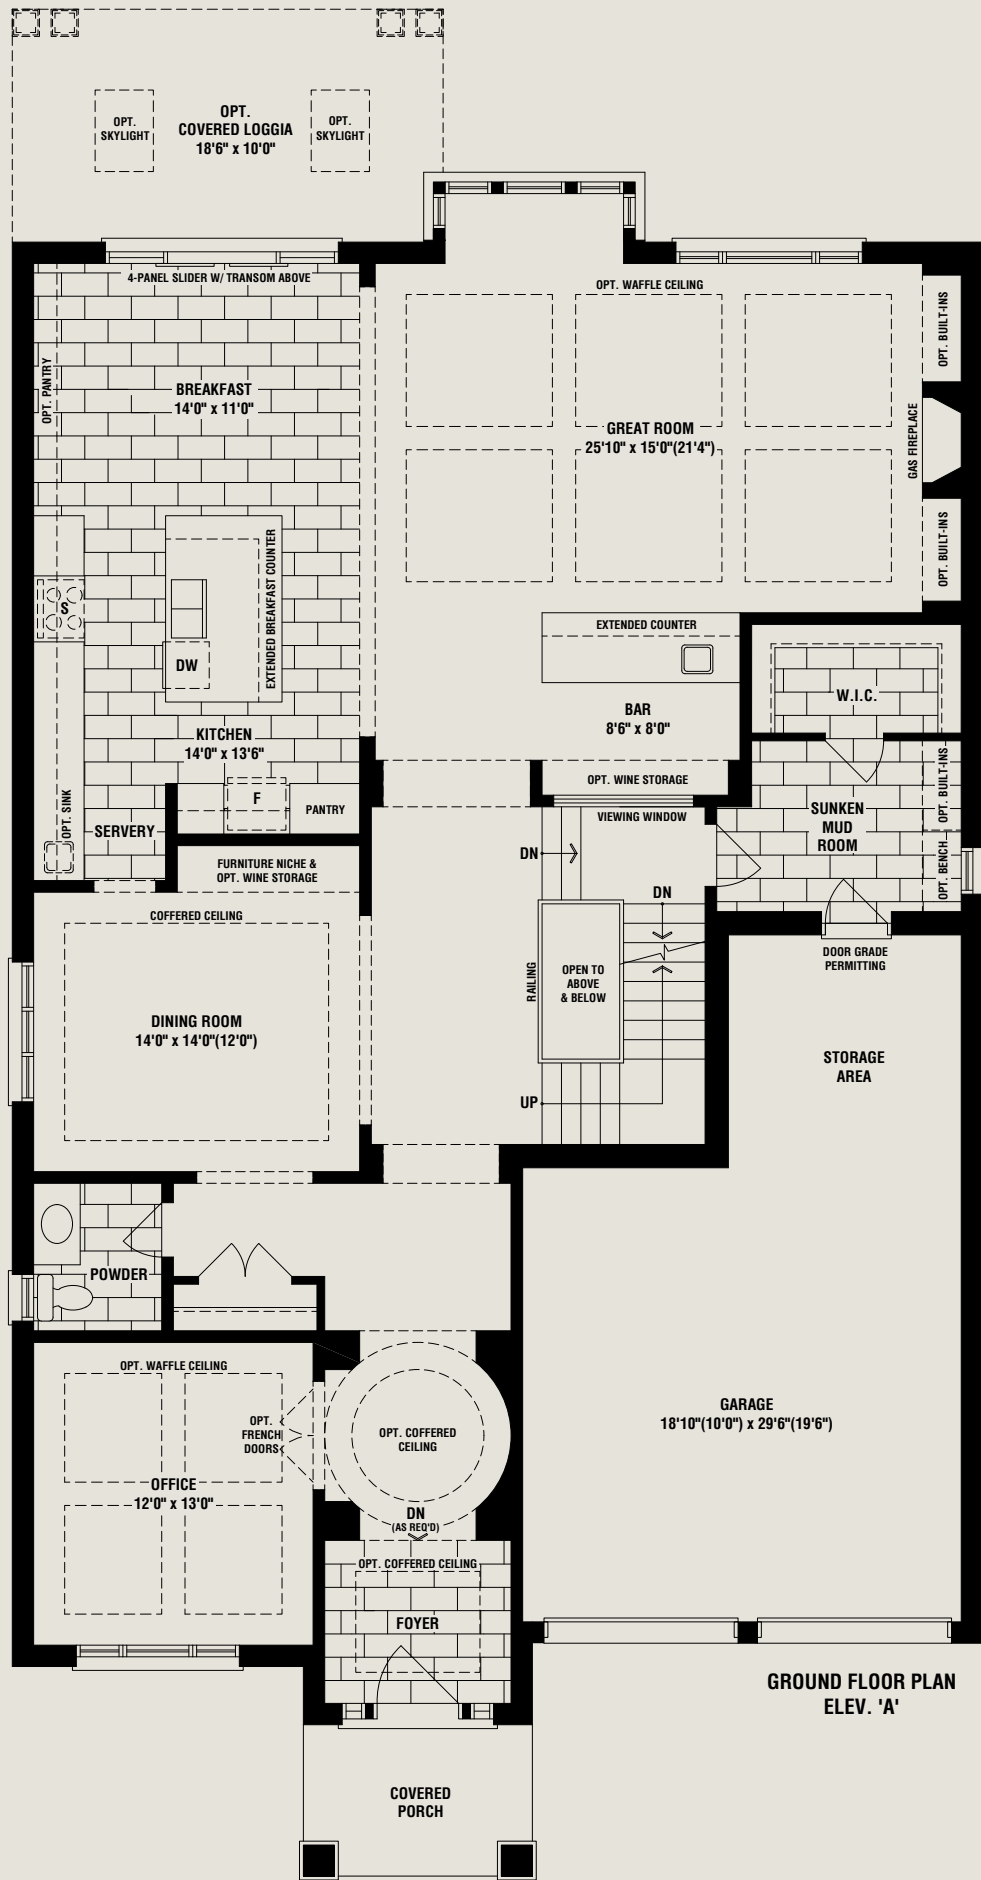 OPT.
COVERED LOGGIA
18'6" x 10'0"
OPT.
SKYLIGHT
OPT.
SKYLIGHT
4-PANEL SLIDER W/ TRANSOM ABOVE
OPT. WAFFLE CEILING
OPT. BUILT-INS
OPT. PANTRY
BREAKFAST
14'0" x 11'0"
GREAT ROOM
25'10" x 15'0"(21'4")
GAS FIREPLACE
OPT. BUILT-INS
EXTENDED BREAKFAST COUNTER
S
DW
EXTENDED COUNTER
W.I.C.
BAR
8'6" x 8'0"
KITCHEN
14'0" x 13'6"
OPT. WINE STORAGE
F
PANTRY
OPT. SINK
SERVERY
VIEWING WINDOW
SUNKEN
MUD
ROOM
OPT. BUILT-INS
OPT. BENCH
FURNITURE NICHE &
OPT. WINE STORAGE
DN
DN
COFFERED CEILING
DOOR GRADE
PERMITTING
RAILING
OPEN TO
ABOVE
& BELOW
DINING ROOM
14'0" x 14'0"(12'0")
STORAGE
AREA
UP
POWDER
OPT. WAFFLE CEILING
OPT.
FRENCH
DOORS
OPT. COFFERED
CEILING
GARAGE
18'10"(10'0") x 29'6"(19'6")
OFFICE
12'0" x 13'0"
DN
(AS REQ'D)
OPT. COFFERED CEILING
FOYER
GROUND FLOOR PLAN
ELEV. 'A'
COVERED
PORCH